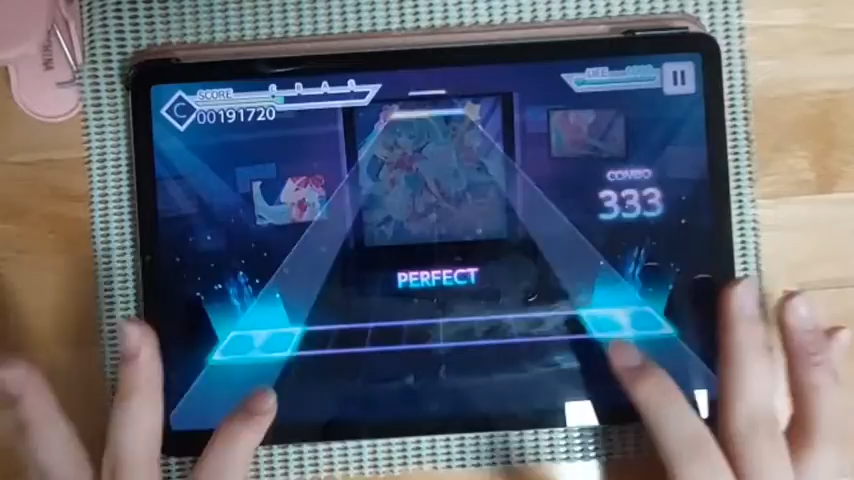 SCORE
C B A S
C
00191720
LIFE
COMBO
333
PERFECT